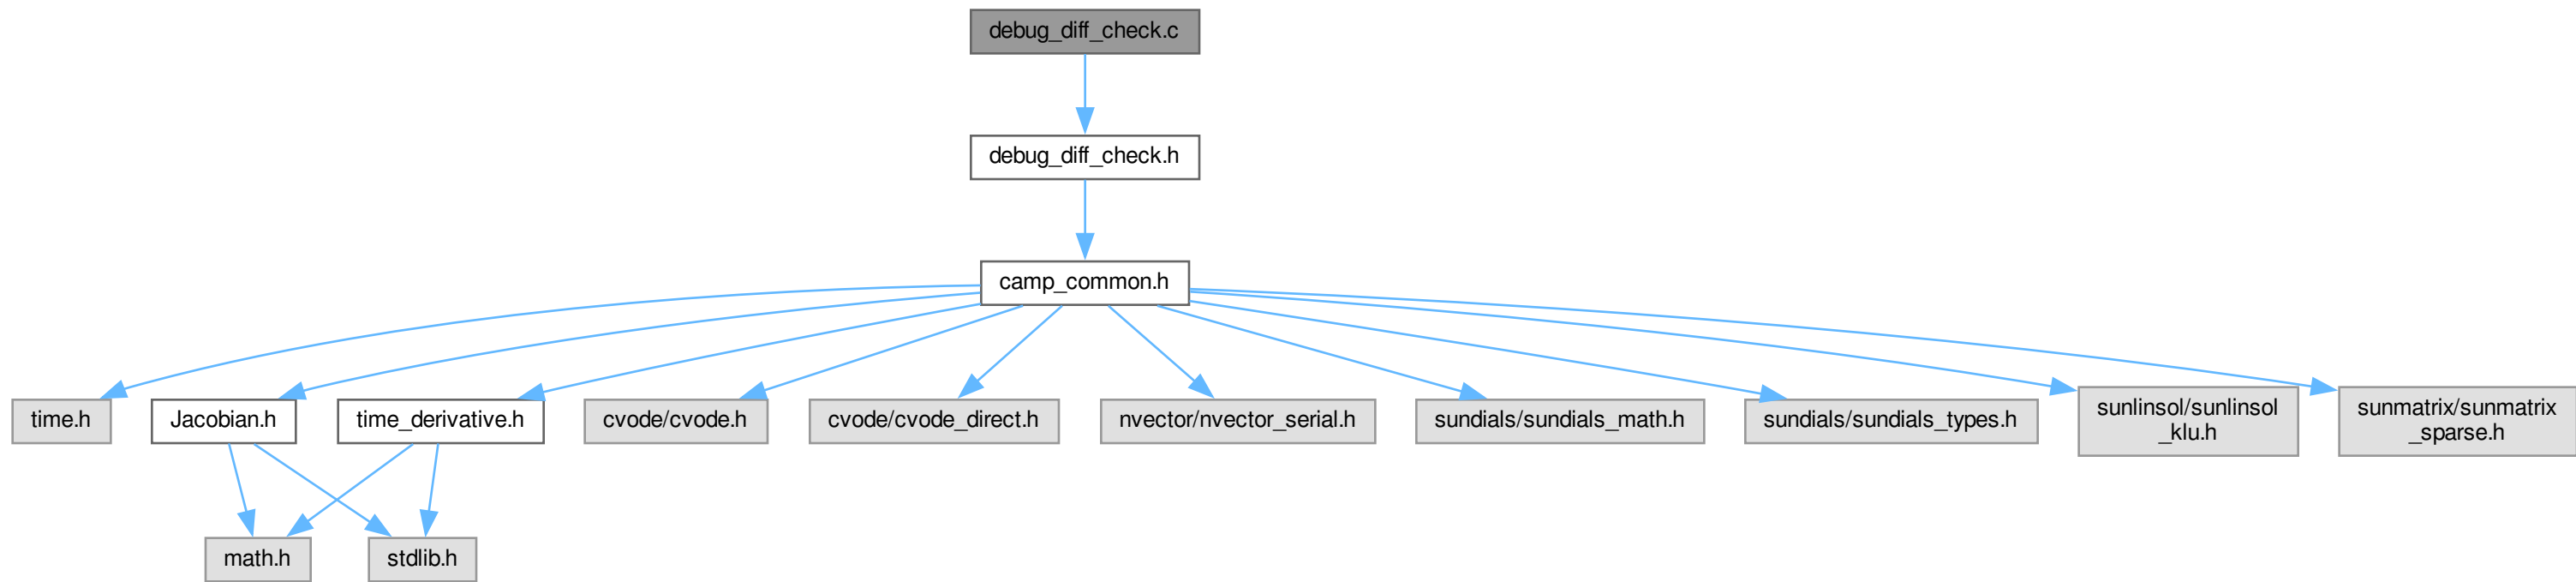 debug_diff_check.c
debug_diff_check.h
camp_common.h
time.h
Jacobian.h
time_derivative.h
cvode/cvode.h
cvode/cvode_direct.h
nvector/nvector_serial.h
sundials/sundials_math.h
sundials/sundials_types.h
sunlinsol/sunlinsol
_klu.h
sunmatrix/sunmatrix
_sparse.h
math.h
stdlib.h